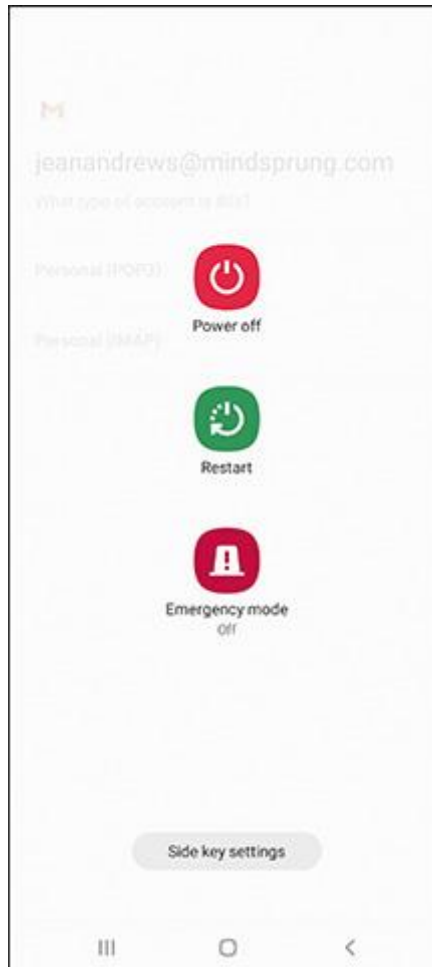 jeanandrews@mindsprung.com
What type of account is this?
Personal (POP3)
Power off
Personal (IMAP)
Restart
Emergency mode
Off
Side key settings